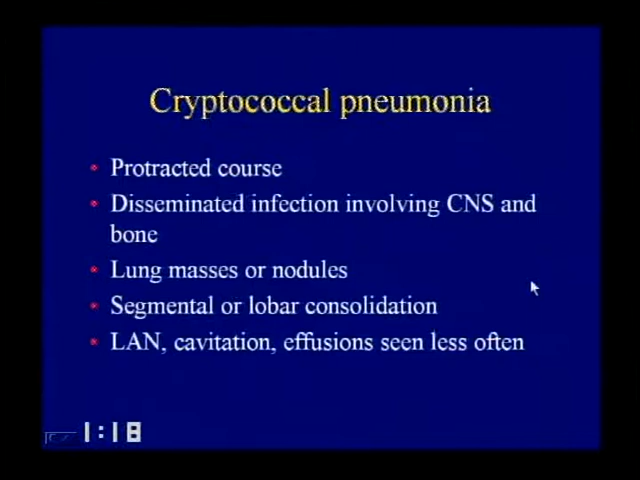 Cryptococcal pneumonia
• Protracted course
• Disseminated infection involving CNS and
bone
• Lung masses or nodules
• Segmental or lobar consolidation
• LAN, cavitation, effusions seen less often
1:18